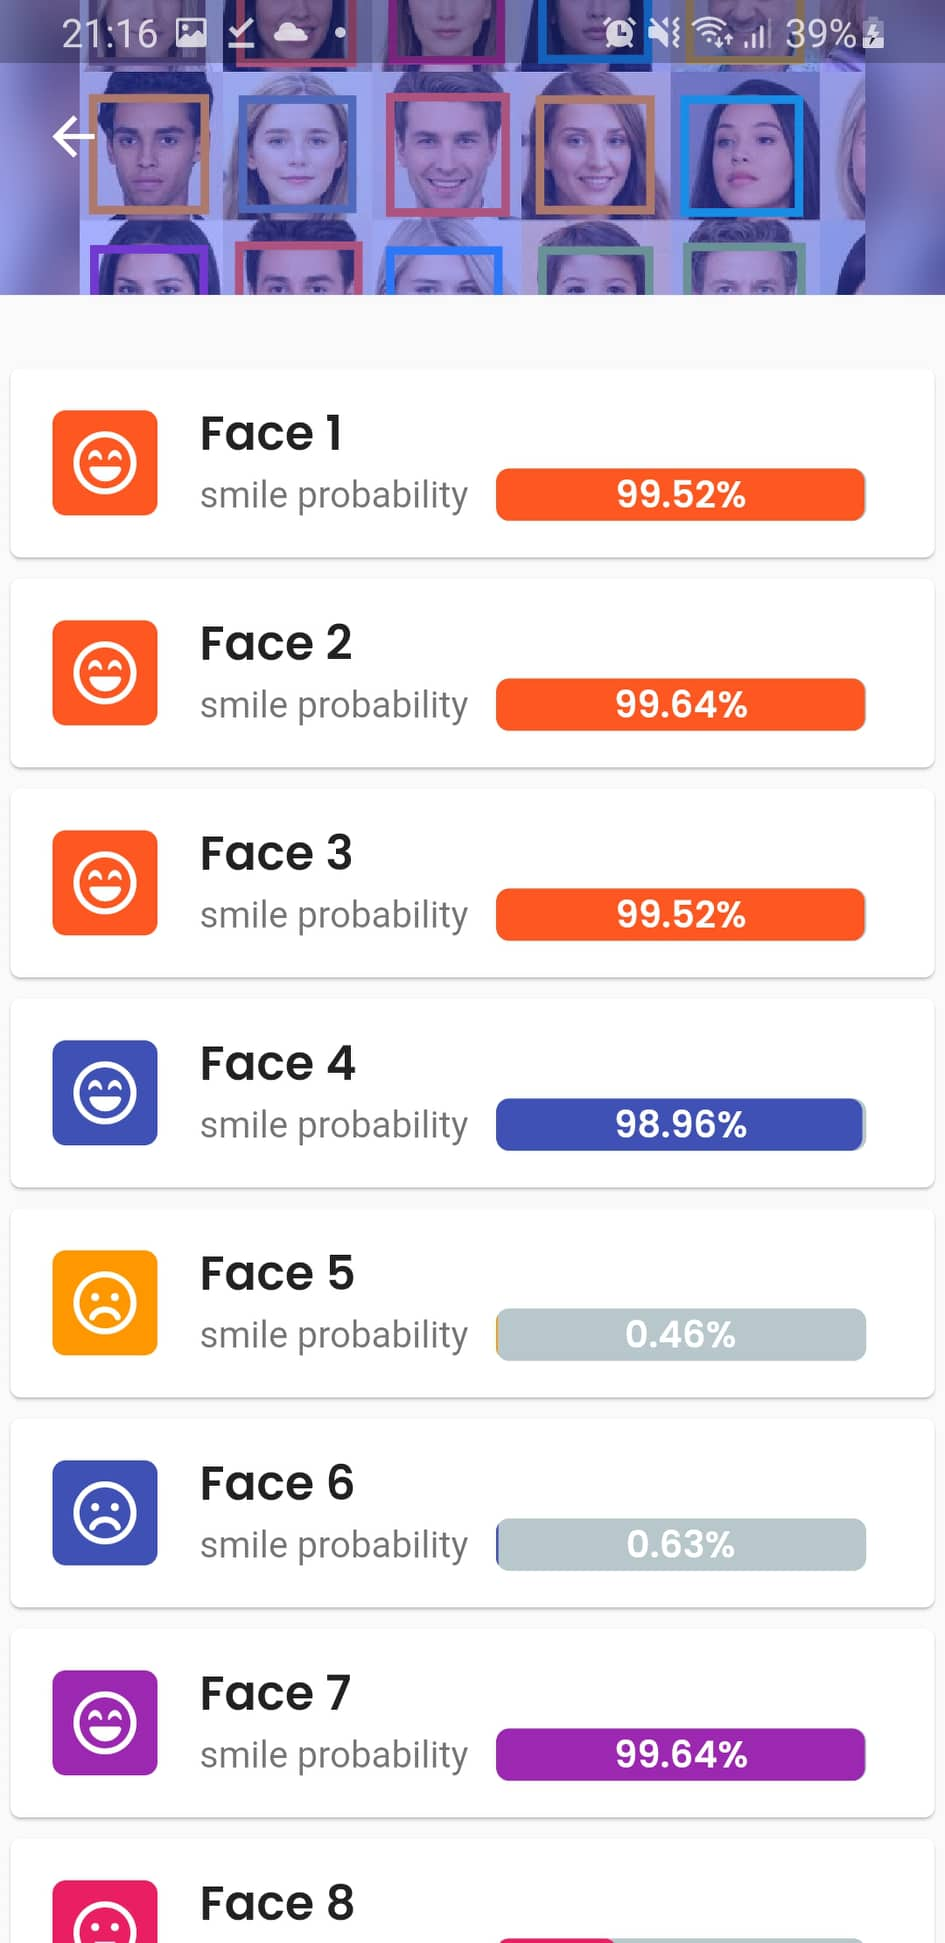 21:16 39%
Face 1
smile probability 99.52%
Face 2
smile probability 99.64%
Face 3
smile probability 99.52%
Face 4
smile probability 98.96%
Face 5
smile probability 0.46%
Face 6
smile probability 0.63%
Face 7
smile probability 99.64%
Face 8